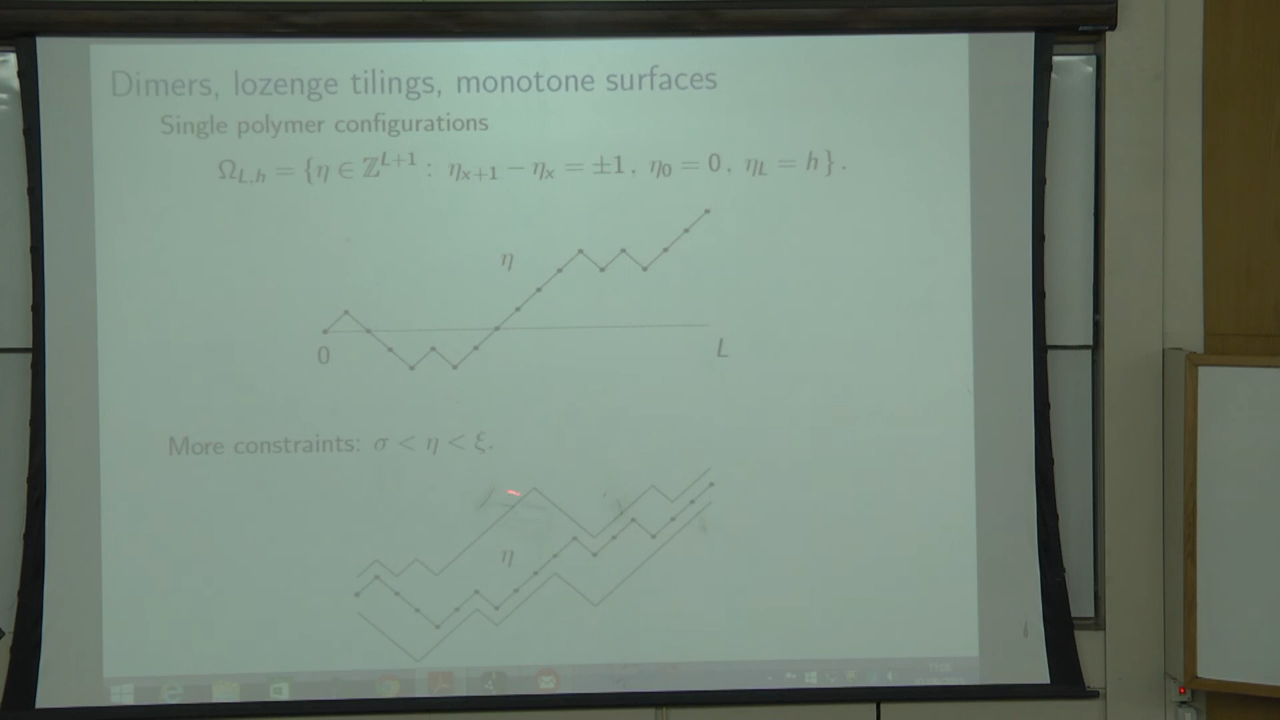 Dimers, lozenge tilings, monotone surfaces
Single polymer configurations
Ω_{L,h} = {η ∈ ℤ^{L+1} : η_{x+1} − η_x = ±1, η_0 = 0, η_L = h}.
η
0
L
More constraints: σ < η < ξ.
η